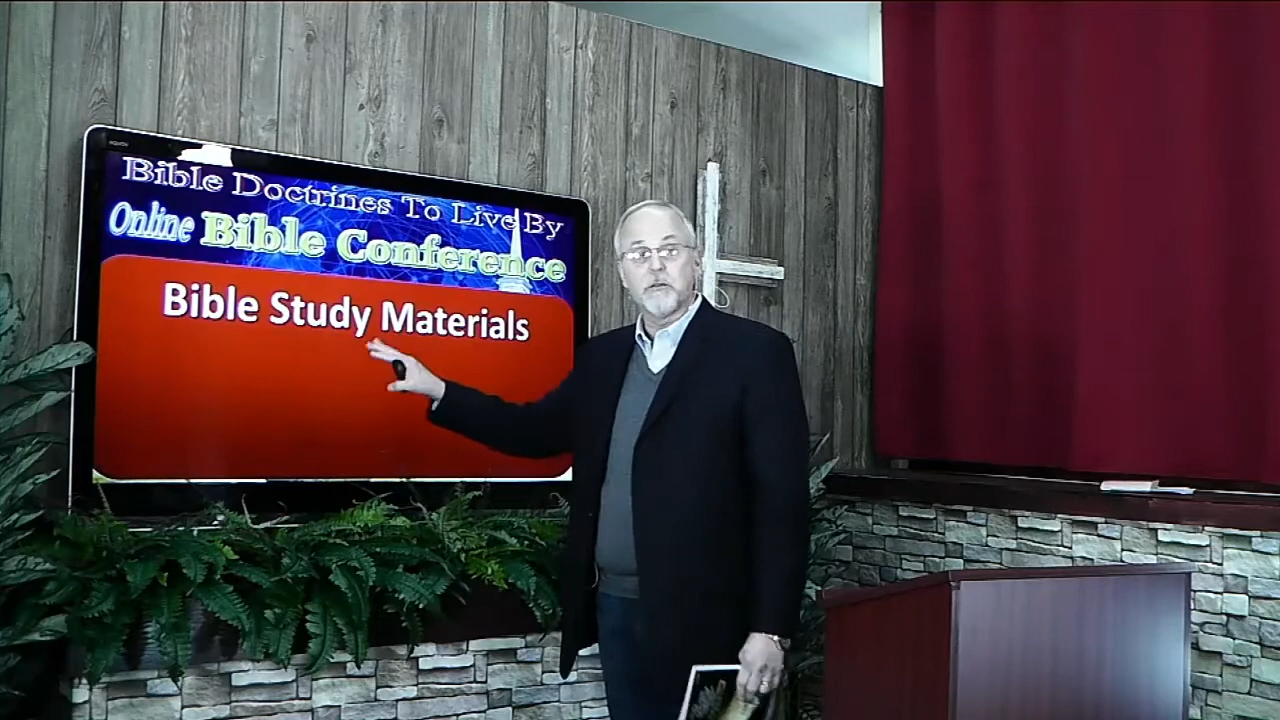 Bible Doctrines To Live By
Online Bible Conference
Bible Study Materials